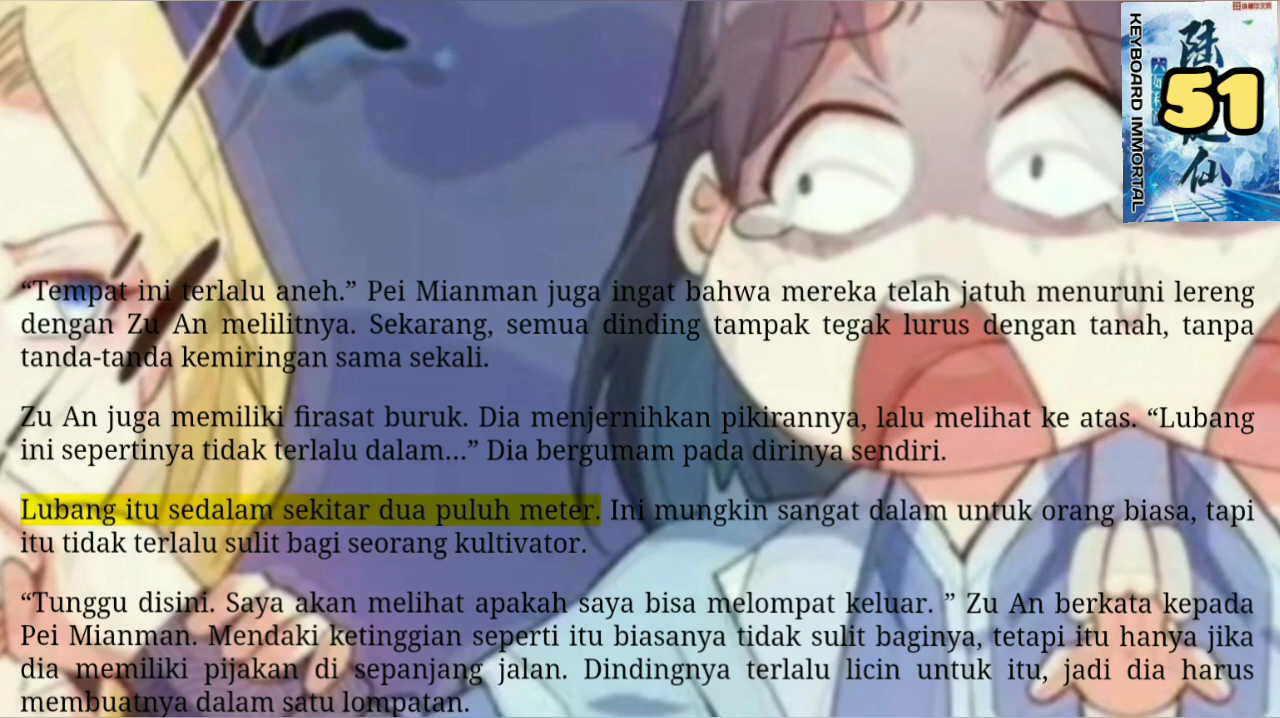 KEYBOARD IMMORTAL
51
“Tempat ini terlalu aneh.” Pei Mianman juga ingat bahwa mereka telah jatuh menuruni lereng
dengan Zu An melilitnya. Sekarang, semua dinding tampak tegak lurus dengan tanah, tanpa
tanda-tanda kemiringan sama sekali.
Zu An juga memiliki firasat buruk. Dia menjernihkan pikirannya, lalu melihat ke atas. “Lubang
ini sepertinya tidak terlalu dalam...” Dia bergumam pada dirinya sendiri.
Lubang itu sedalam sekitar dua puluh meter. Ini mungkin sangat dalam untuk orang biasa, tapi
itu tidak terlalu sulit bagi seorang kultivator.
“Tunggu disini. Saya akan melihat apakah saya bisa melompat keluar. ” Zu An berkata kepada
Pei Mianman. Mendaki ketinggian seperti itu biasanya tidak sulit baginya, tetapi itu hanya jika
dia memiliki pijakan di sepanjang jalan. Dindingnya terlalu licin untuk itu, jadi dia harus
membuatnya dalam satu lompatan.